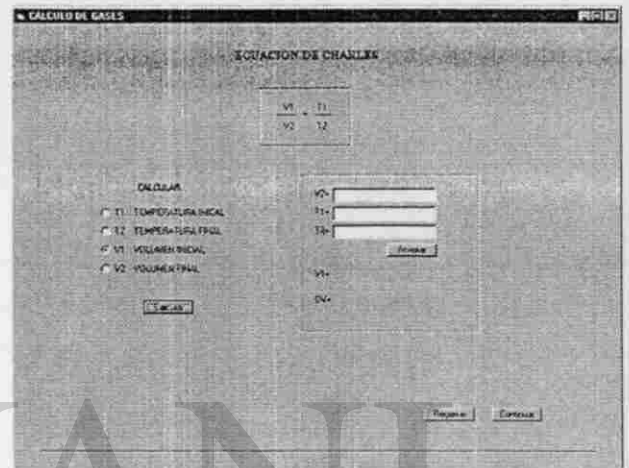 CALCULO DE GASES
ECUACION DE CHARLES
V1 = T1
V2 T2
CALCULAR
T1 TEMPERATURA INICIAL
T2 TEMPERATURA FINAL
V1 VOLUMEN INICIAL
V2 VOLUMEN FINAL
V2=
T1=
T2=
Aceptar
V1=
Regresar
Continuar